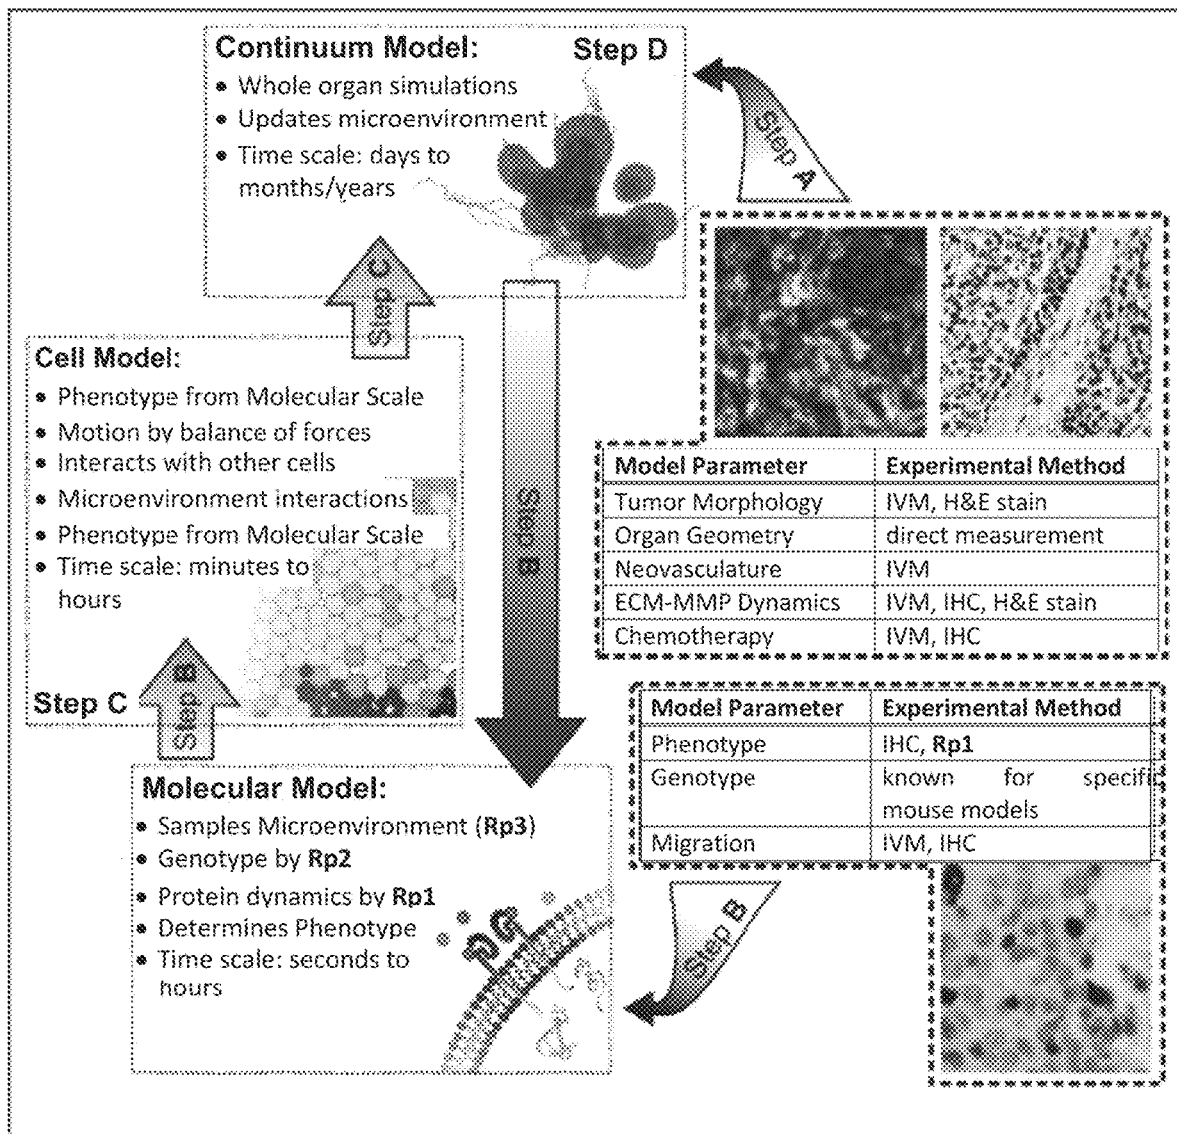 Continuum Model:
Step D
• Whole organ simulations
• Updates microenvironment
• Time scale: days to
months/years
Step A
Step C
Cell Model:
• Phenotype from Molecular Scale
• Motion by balance of forces
• Interacts with other cells
• Microenvironment interactions
• Phenotype from Molecular Scale
• Time scale: minutes to
hours
Step C
Step B
Step B
Model Parameter Experimental Method
Tumor Morphology IVM, H&E stain
Organ Geometry direct measurement
Neovasculature IVM
ECM-MMP Dynamics IVM, IHC, H&E stain
Chemotherapy IVM, IHC
Model Parameter Experimental Method
Phenotype IHC, Rp1
Genotype known for specific
mouse models
Migration IVM, IHC
Molecular Model:
• Samples Microenvironment (Rp3)
• Genotype by Rp2
• Protein dynamics by Rp1
• Determines Phenotype
• Time scale: seconds to
hours
Step B